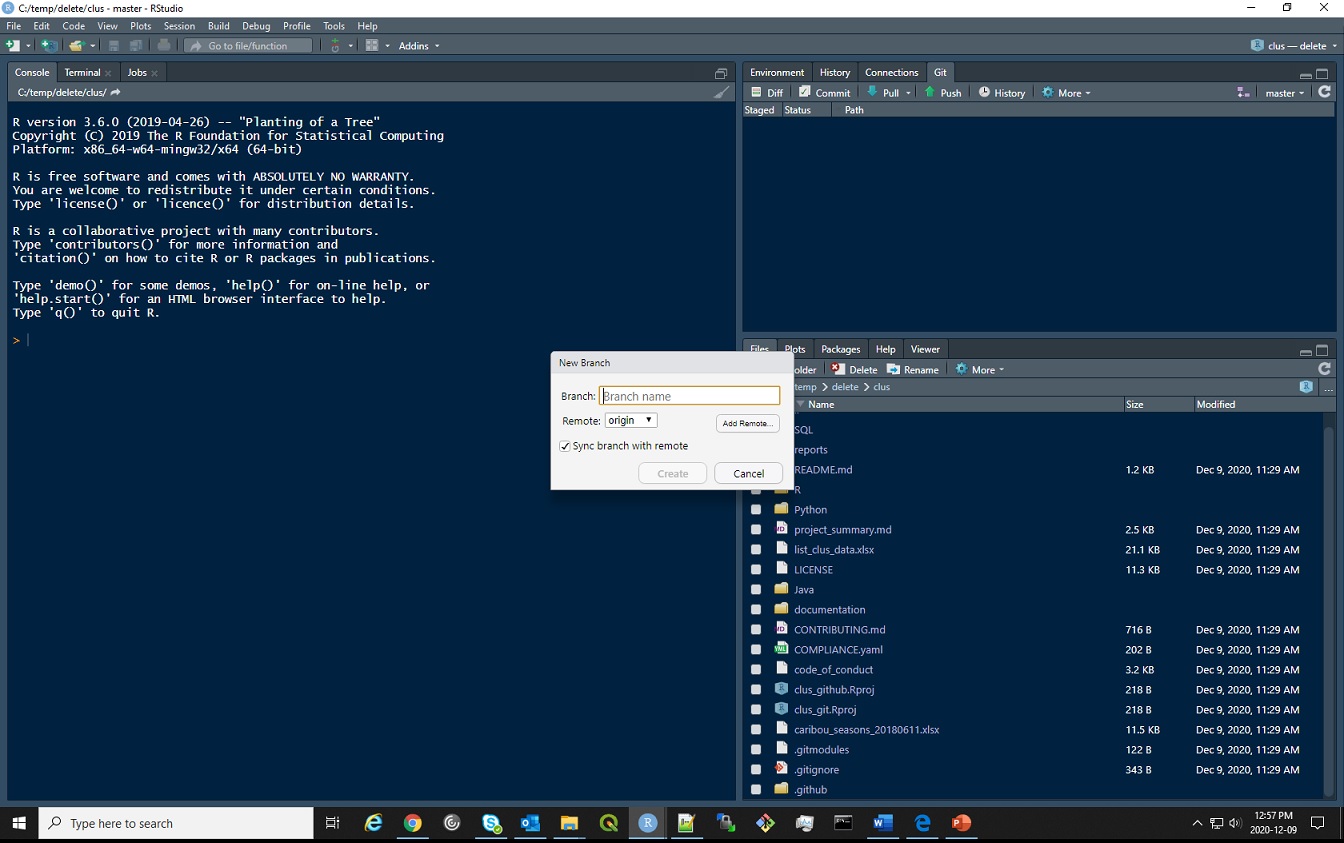 C:/temp/delete/clus - master - RStudio
File Edit Code View Plots Session Build Debug Profile Tools Help
Go to file/function Addins clus — delete
Console Terminal Jobs
C:/temp/delete/clus/
R version 3.6.0 (2019-04-26) -- "Planting of a Tree"
Copyright (C) 2019 The R Foundation for Statistical Computing
Platform: x86_64-w64-mingw32/x64 (64-bit)
R is free software and comes with ABSOLUTELY NO WARRANTY.
You are welcome to redistribute it under certain conditions.
Type 'license()' or 'licence()' for distribution details.
R is a collaborative project with many contributors.
Type 'contributors()' for more information and
'citation()' on how to cite R or R packages in publications.
Type 'demo()' for some demos, 'help()' for on-line help, or
'help.start()' for an HTML browser interface to help.
Type 'q()' to quit R.
>
Environment History Connections Git
Diff Commit Pull Push History More master
Staged Status Path
New Branch
Branch: Branch name
Remote: origin Add Remote...
Sync branch with remote
Create Cancel
Files Plots Packages Help Viewer
older Delete Rename More
temp > delete > clus ...
Name Size Modified
SQL
reports
README.md 1.2 KB Dec 9, 2020, 11:29 AM
R
Python
project_summary.md 2.5 KB Dec 9, 2020, 11:29 AM
list_clus_data.xlsx 21.1 KB Dec 9, 2020, 11:29 AM
LICENSE 11.3 KB Dec 9, 2020, 11:29 AM
Java
documentation
CONTRIBUTING.md 716 B Dec 9, 2020, 11:29 AM
COMPLIANCE.yaml 202 B Dec 9, 2020, 11:29 AM
code_of_conduct 3.2 KB Dec 9, 2020, 11:29 AM
clus_github.Rproj 218 B Dec 9, 2020, 11:29 AM
clus_git.Rproj 218 B Dec 9, 2020, 11:29 AM
caribou_seasons_20180611.xlsx 11.5 KB Dec 9, 2020, 11:29 AM
.gitmodules 122 B Dec 9, 2020, 11:29 AM
.gitignore 343 B Dec 9, 2020, 11:29 AM
.github
Type here to search
12:57 PM
2020-12-09